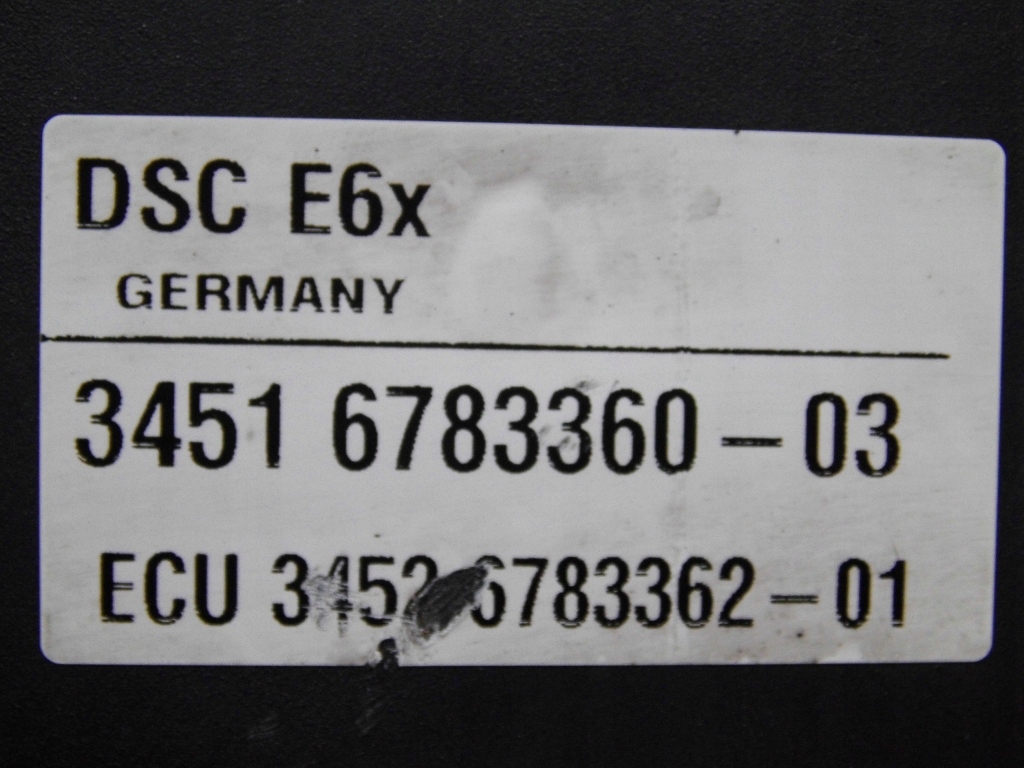 DSC E6x
GERMANY
3451 6783360-03
ECU 3452 6783362-01